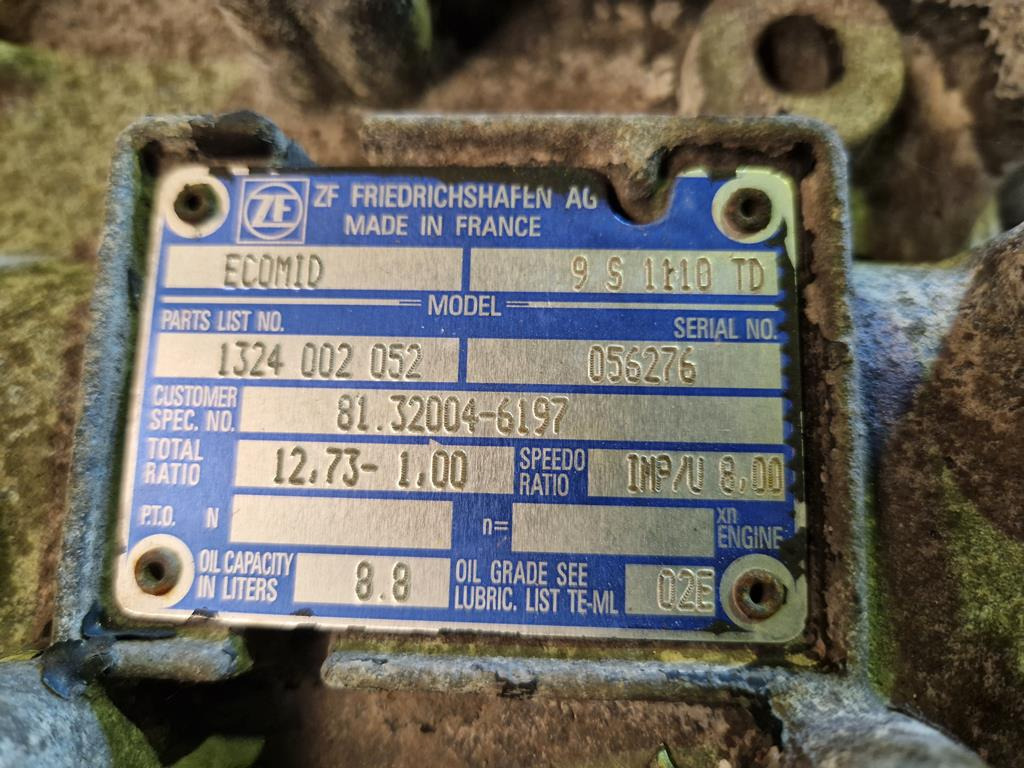 ZF ZF FRIEDRICHSHAFEN AG
MADE IN FRANCE
ECOMID 9 S 1110 TD
MODEL
PARTS LIST NO. SERIAL NO.
1324 002 052 056276
CUSTOMER SPEC. NO. 81.32004-6197
TOTAL RATIO 12,73- 1.00 SPEEDO RATIO IMP/U 8,00
P.T.O. N n= xn ENGINE
OIL CAPACITY IN LITERS 8.8 OIL GRADE SEE LUBRIC. LIST TE-ML 02E